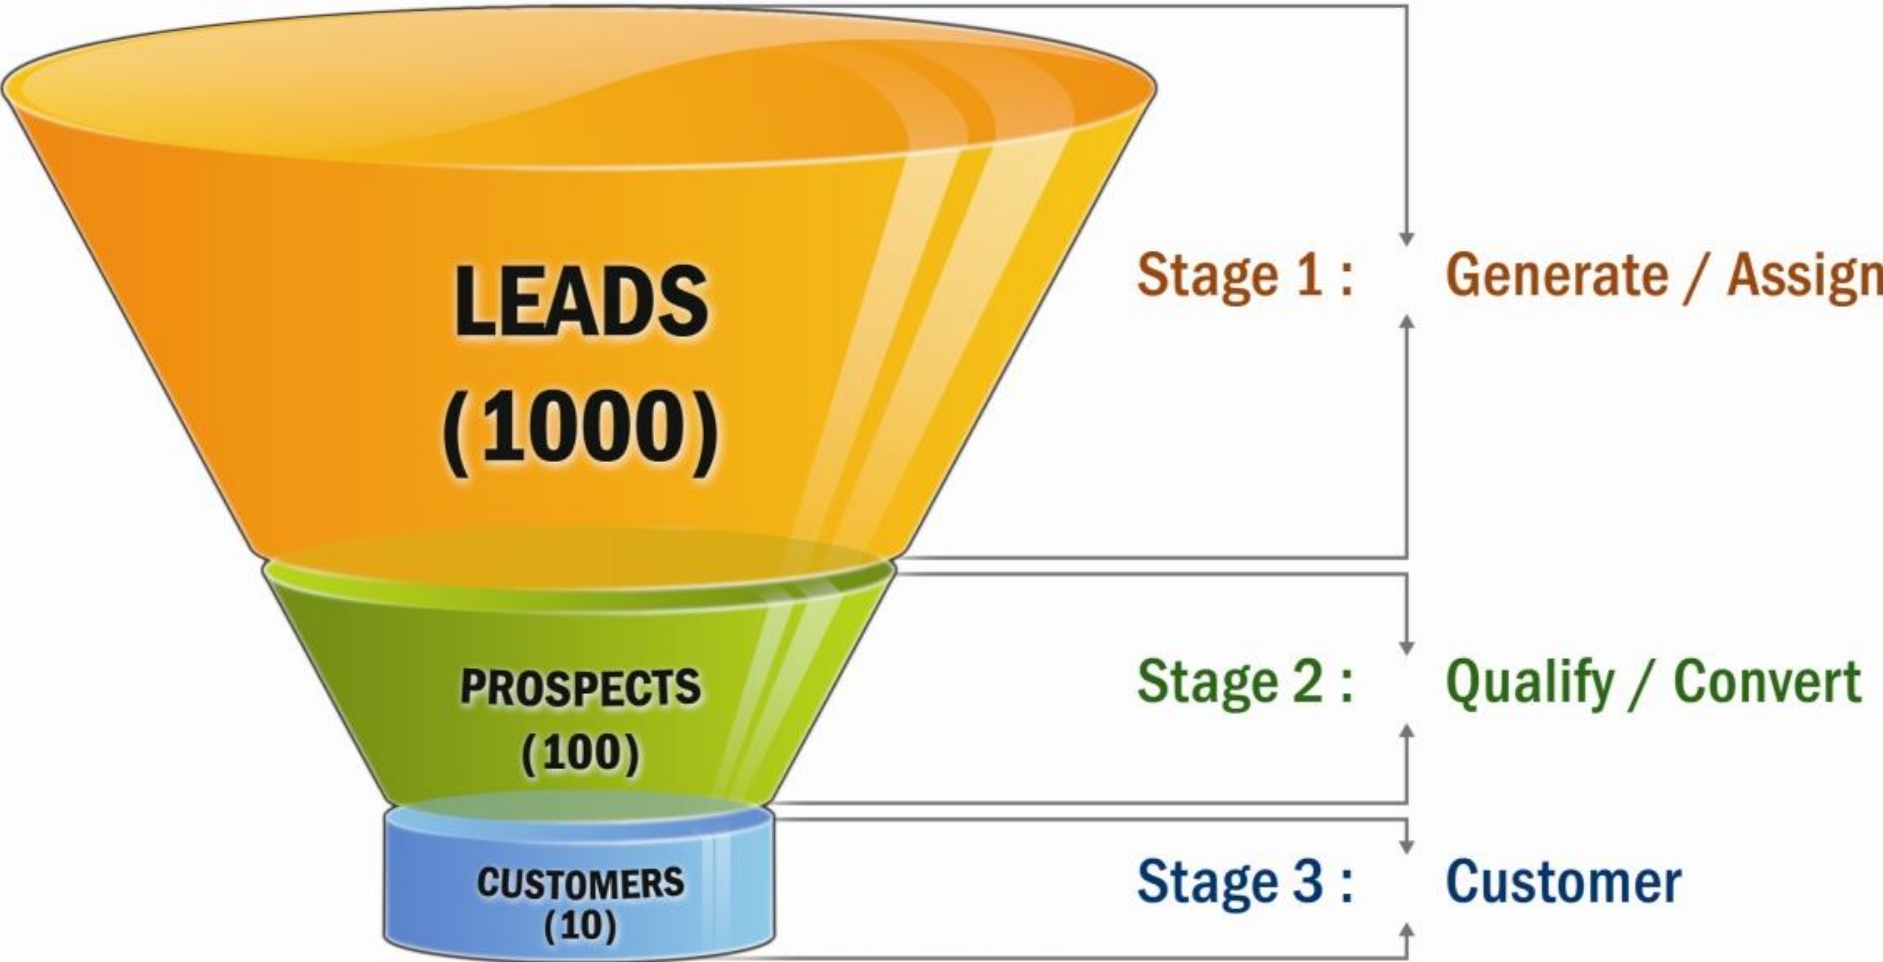 LEADS
(1000)
Stage 1 : Generate / Assign
PROSPECTS
(100)
Stage 2 : Qualify / Convert
CUSTOMERS
(10)
Stage 3 : Customer